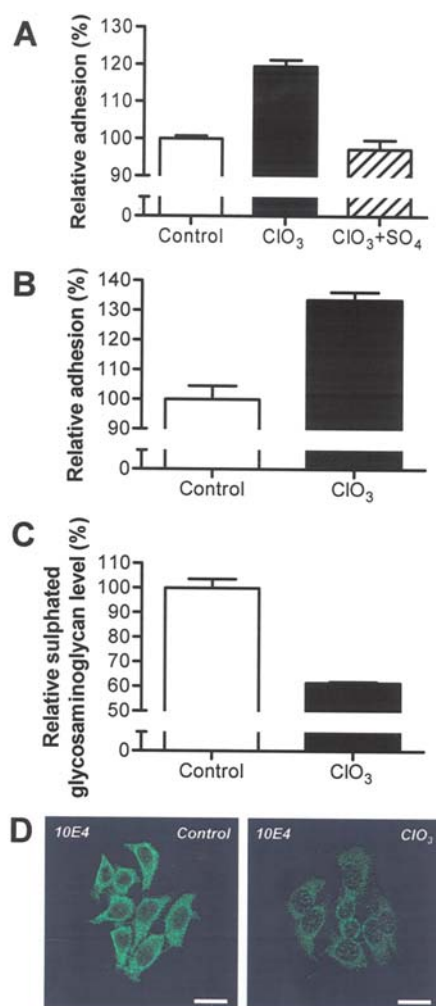 A
Relative adhesion (%)
130
120
110
100
90
0
Control
ClO₃
ClO₃+SO₄
B
Relative adhesion (%)
140
130
120
110
100
90
0
Control
ClO₃
C
Relative sulphated
glycosaminoglycan level (%)
110
100
90
80
70
60
50
0
Control
ClO₃
D
10E4
Control
10E4
ClO₃